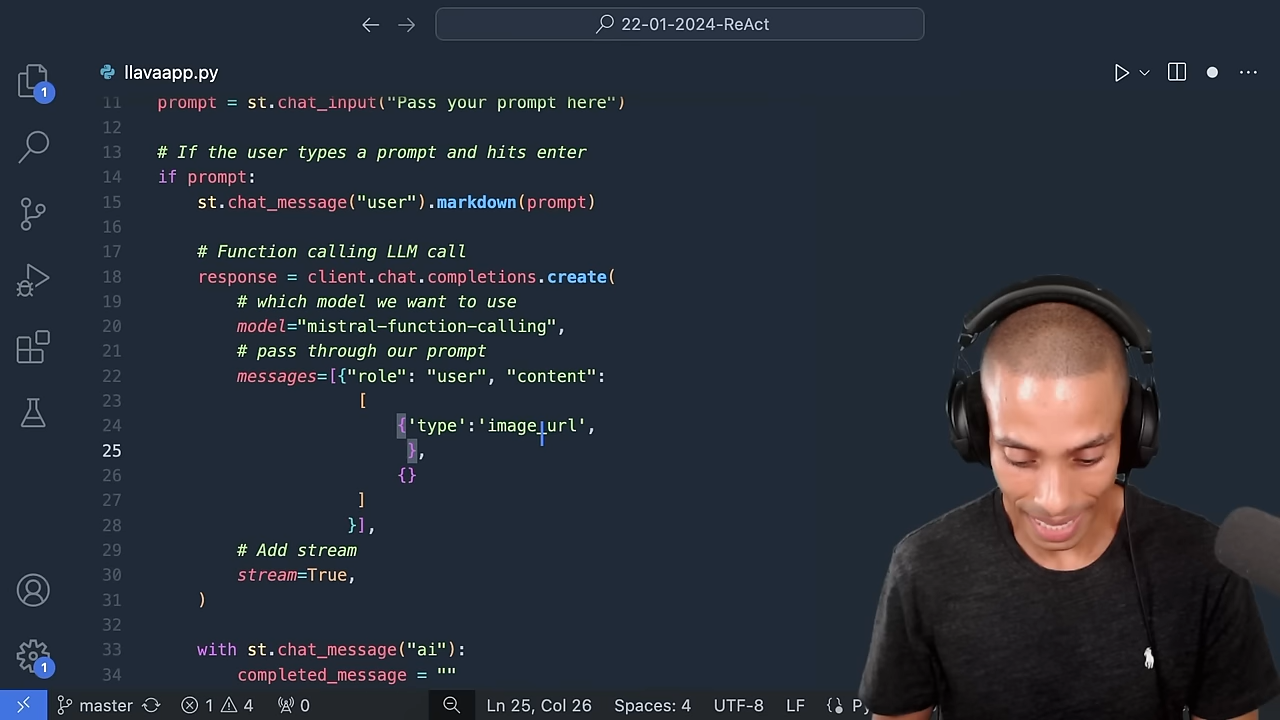 22-01-2024-ReAct
llavaapp.py
1
11 prompt = st.chat_input("Pass your prompt here")
12
13 # If the user types a prompt and hits enter
14 if prompt:
15 st.chat_message("user").markdown(prompt)
16
17 # Function calling LLM call
18 response = client.chat.completions.create(
19 # which model we want to use
20 model="mistral-function-calling",
21 # pass through our prompt
22 messages=[{"role": "user", "content":
23 [
24 {'type':'image_url',
25 },
26 {}
27 ]
28 }],
29 # Add stream
30 stream=True,
31 )
32
33 with st.chat_message("ai"):
34 completed_message = ""
1
master 1 4 0 Ln 25, Col 26 Spaces: 4 UTF-8 LF